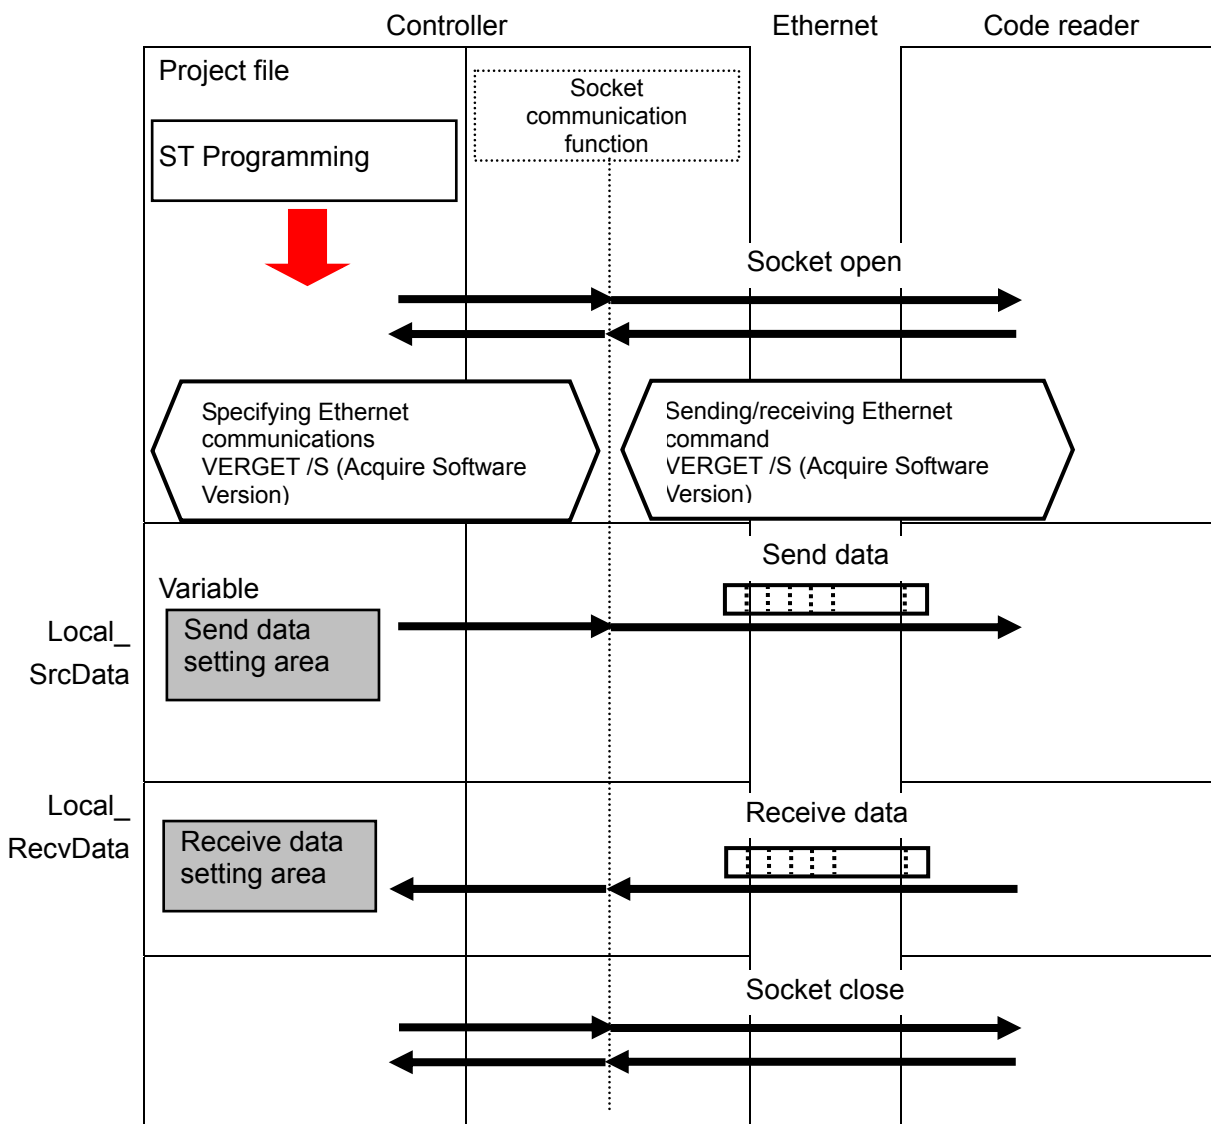 Controller
Ethernet
Code reader
Project file
Socket
communication
function
ST Programming
Socket open
Specifying Ethernet
communications
VERGET /S (Acquire Software
Version)
Sending/receiving Ethernet
command
VERGET /S (Acquire Software
Version)
Send data
Variable
Local_
SrcData
Send data
setting area
Local_
RecvData
Receive data
setting area
Receive data
Socket close